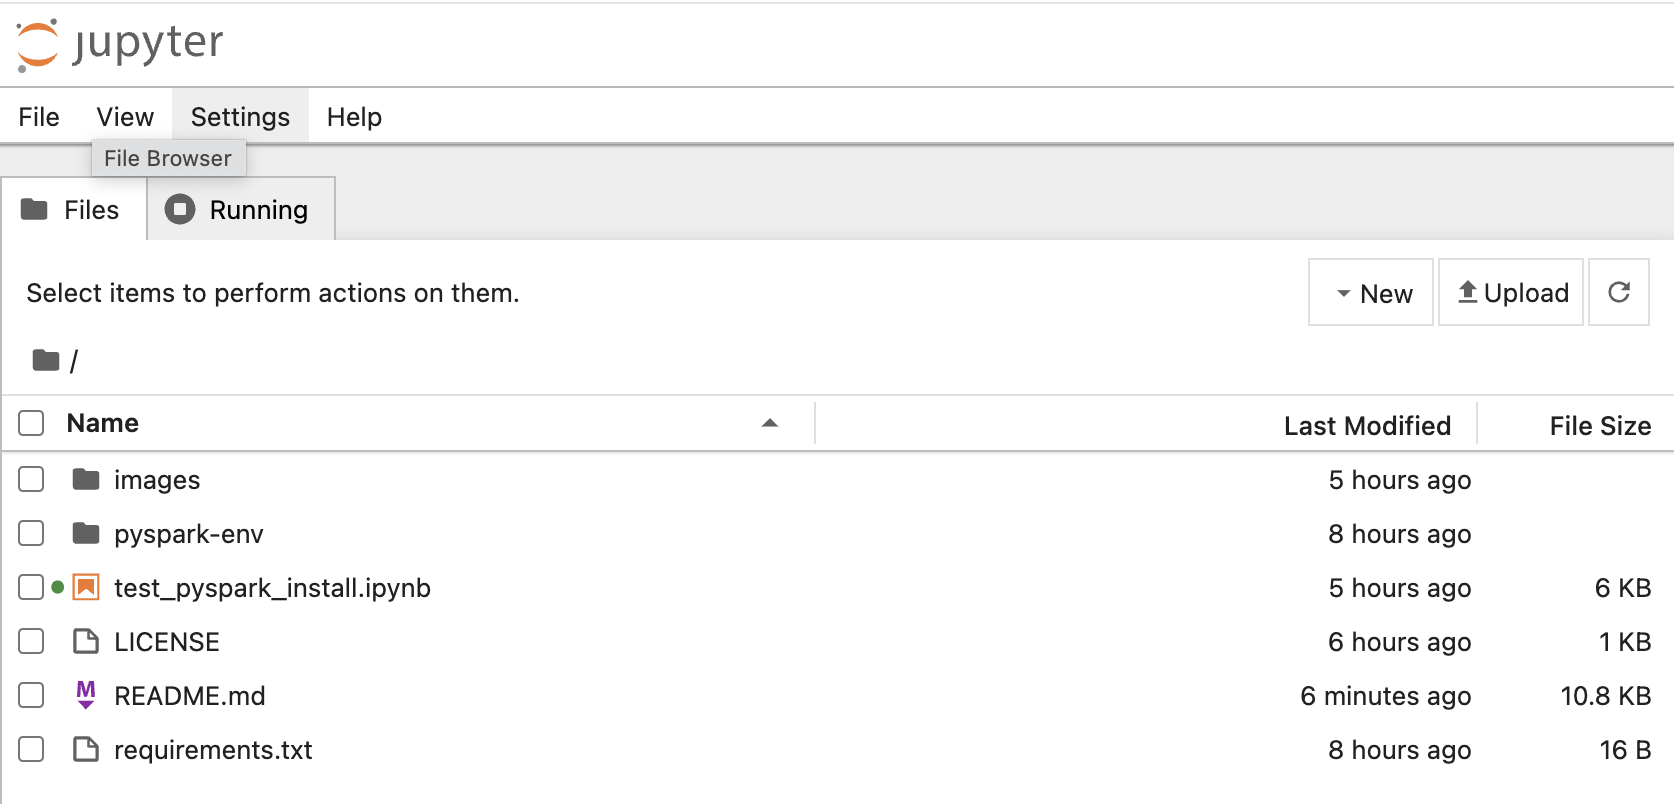 jupyter
File View Settings Help
File Browser
Files Running
Select items to perform actions on them.
New Upload
/
Name Last Modified File Size
images 5 hours ago
pyspark-env 8 hours ago
test_pyspark_install.ipynb 5 hours ago 6 KB
LICENSE 6 hours ago 1 KB
M README.md 6 minutes ago 10.8 KB
requirements.txt 8 hours ago 16 B